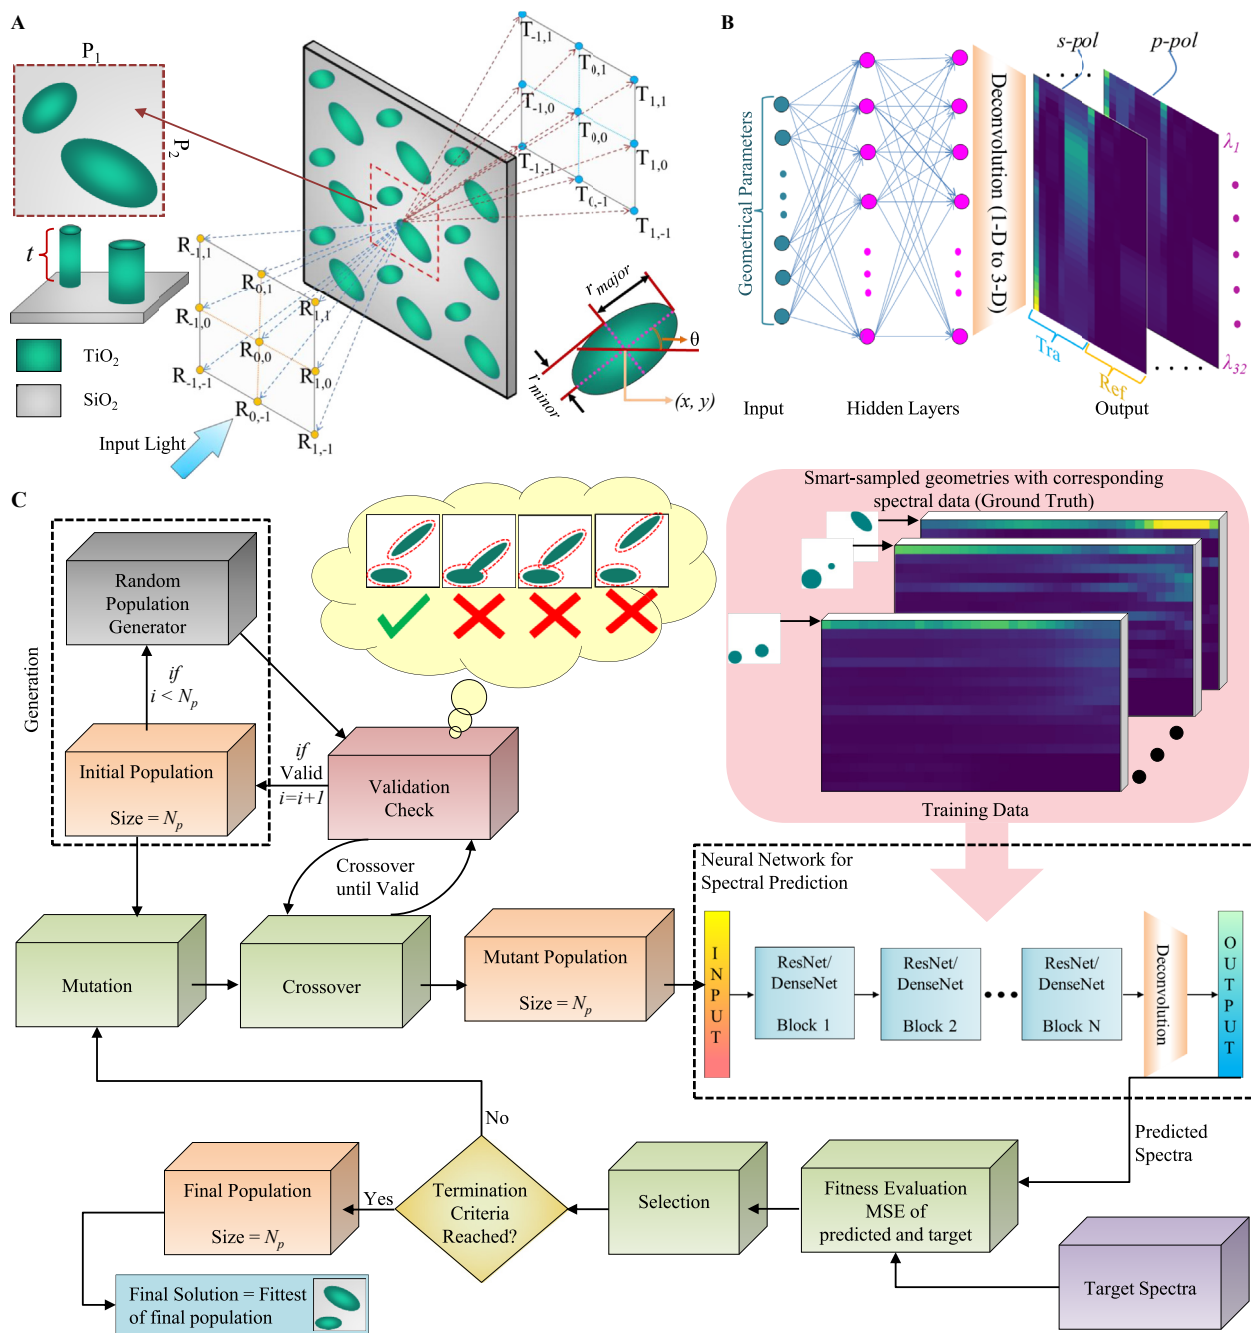 A
P1
P2
t
TiO2
SiO2
Input Light
R-1,1
R0,1
R1,1
R-1,0
R0,0
R1,0
R-1,-1
R0,-1
R1,-1
T-1,1
T0,1
T1,1
T-1,0
T0,0
T1,0
T-1,-1
T0,-1
T1,-1
r major
r minor
θ
(x, y)
B
s-pol
p-pol
Geometrical Parameters
Deconvolution (1-D to 3-D)
λ1
λ32
Tra
Ref
Input
Hidden Layers
Output
C
Generation
Random
Population
Generator
if
i < Np
Initial Population
Size = Np
if
Valid
i=i+1
Validation
Check
Crossover
until Valid
Smart-sampled geometries with corresponding
spectral data (Ground Truth)
Training Data
Mutation
Crossover
Mutant Population
Size = Np
Neural Network for
Spectral Prediction
INPUT
ResNet/
DenseNet
Block 1
ResNet/
DenseNet
Block 2
ResNet/
DenseNet
Block N
Deconvolution
OUTPUT
Predicted
Spectra
No
Yes
Final Population
Size = Np
Termination
Criteria
Reached?
Selection
Fitness Evaluation
MSE of
predicted and target
Target Spectra
Final Solution = Fittest
of final population